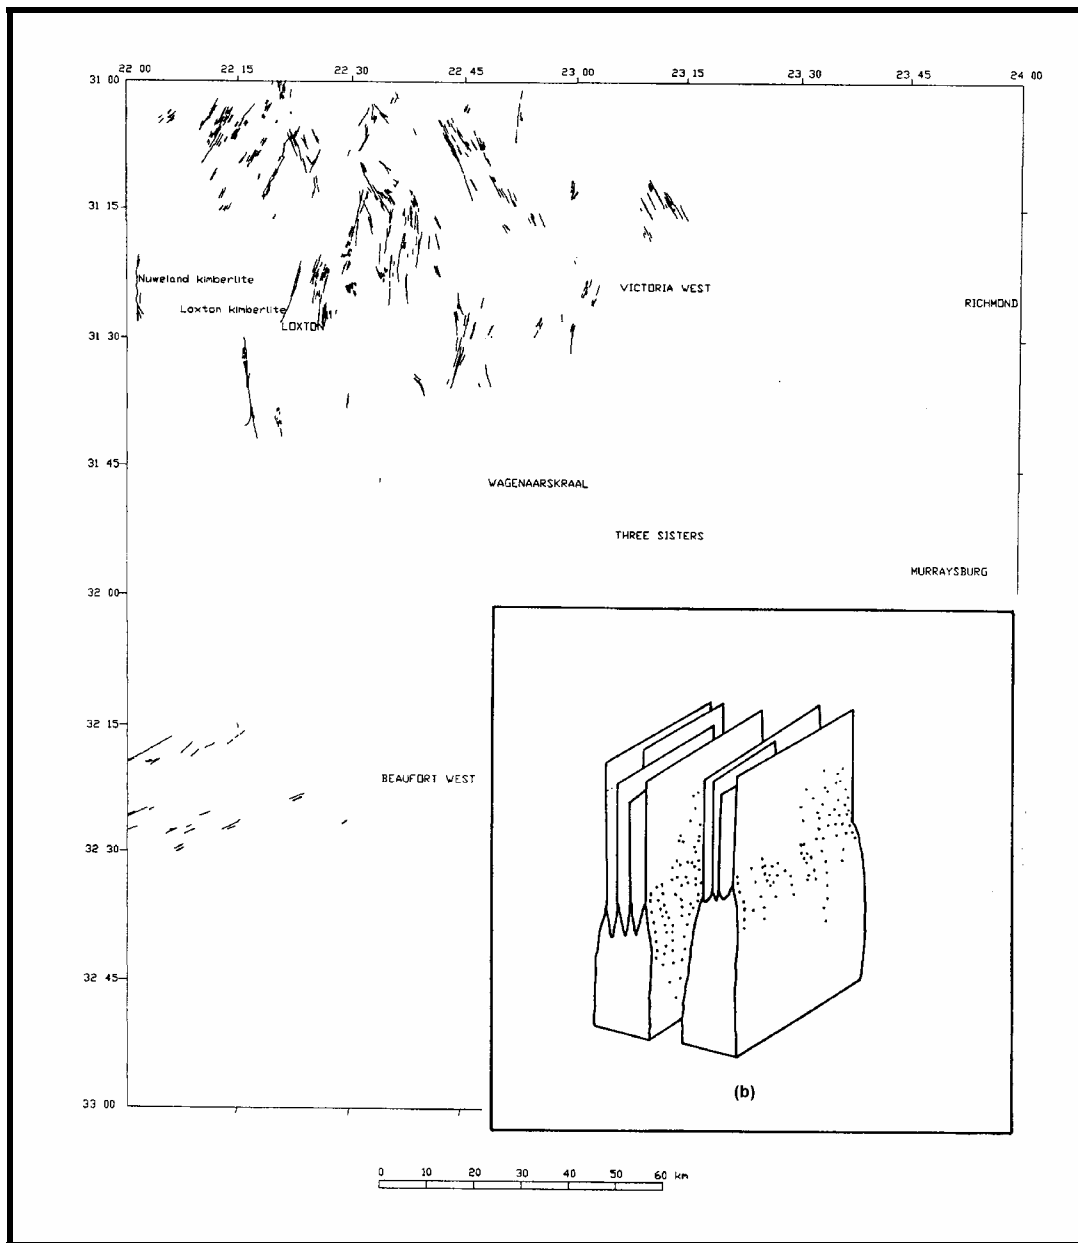 22 00 22 15 22 30 22 45 23 00 23 15 23 30 23 45 24 00
31 00
31 15
Nuweland kimberlite
VICTORIA WEST
Loxton kimberlite
RICHMOND
LOXTON
31 30
31 45
WAGENAARSKRAAL
THREE SISTERS
MURRAYSBURG
32 00
32 15
BEAUFORT WEST
32 30
32 45
(b)
33 00
0 10 20 30 40 50 60 km